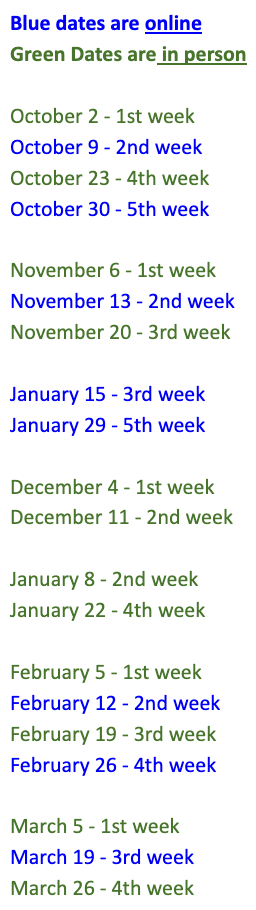 Blue dates are online
Green Dates are in person
October 2 - 1st week
October 9 - 2nd week
October 23 - 4th week
October 30 - 5th week
November 6 - 1st week
November 13 - 2nd week
November 20 - 3rd week
January 15 - 3rd week
January 29 - 5th week
December 4 - 1st week
December 11 - 2nd week
January 8 - 2nd week
January 22 - 4th week
February 5 - 1st week
February 12 - 2nd week
February 19 - 3rd week
February 26 - 4th week
March 5 - 1st week
March 19 - 3rd week
March 26 - 4th week